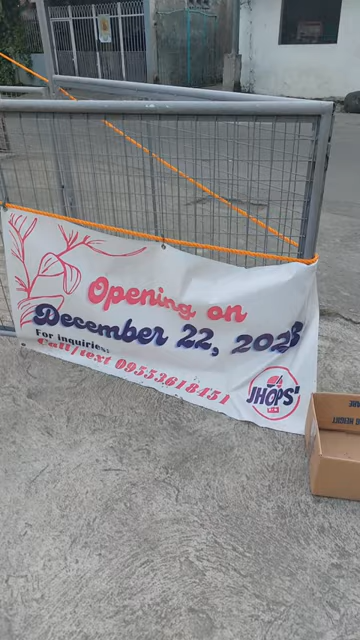 Opening on
December 22, 2023
For inquiries:
Call/text 09553618451
JHOPS'